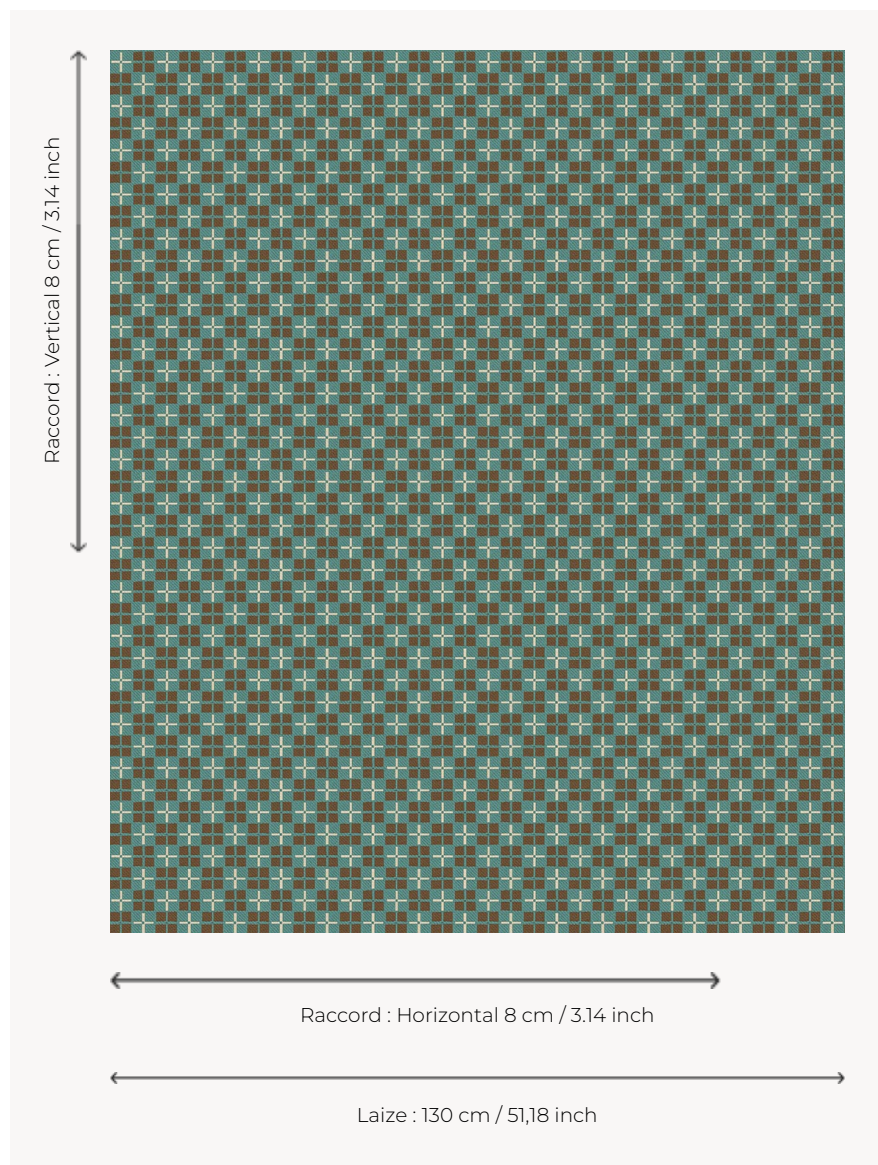 Raccord : Vertical 8 cm / 3.14 inch
Raccord : Horizontal 8 cm / 3.14 inch
Laize : 130 cm / 51,18 inch